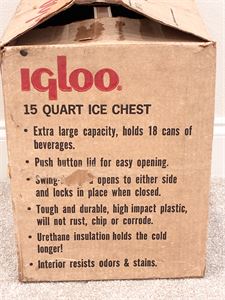 Igloo
15 QUART ICE CHEST
• Extra large capacity, holds 18 cans of
beverages.
• Push button lid for easy opening.
• Swing- opens to either side
and locks in place when closed.
• Tough and durable, high impact plastic,
will not rust, chip or corrode.
• Urethane insulation holds the cold
longer!
• Interior resists odors & stains.